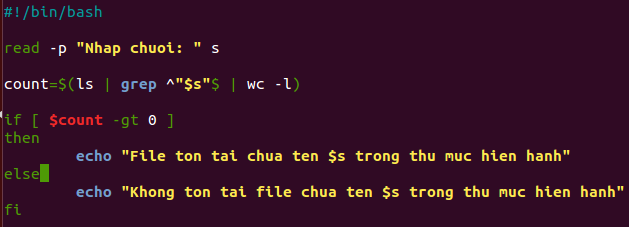 #!/bin/bash
read -p "Nhap chuoi: " s
count=$(ls | grep ^"$s"$ | wc -l)
if [ $count -gt 0 ]
then
echo "File ton tai chua ten $s trong thu muc hien hanh"
else
echo "Khong ton tai file chua ten $s trong thu muc hien hanh"
fi